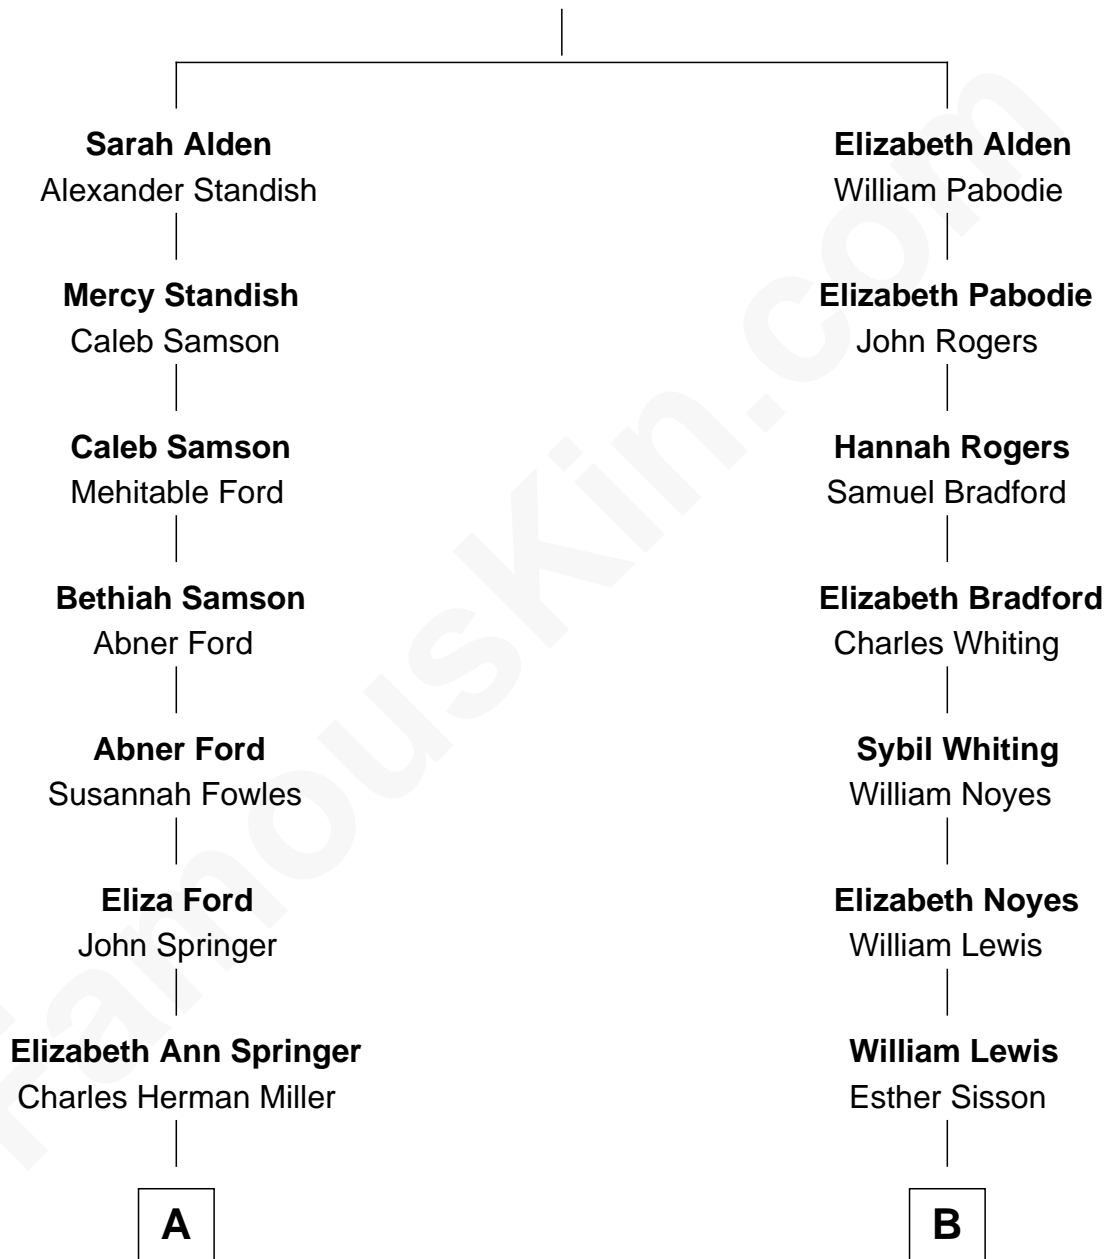 Sarah Alden
Alexander Standish
Mercy Standish
Caleb Samson
Caleb Samson
Mehitable Ford
Bethiah Samson
Abner Ford
Abner Ford
Susannah Fowles
Eliza Ford
John Springer
Elizabeth Ann Springer
Charles Herman Miller
A
Elizabeth Alden
William Pabodie
Elizabeth Pabodie
John Rogers
Hannah Rogers
Samuel Bradford
Elizabeth Bradford
Charles Whiting
Sybil Whiting
William Noyes
Elizabeth Noyes
William Lewis
William Lewis
Esther Sisson
B
FamousKin.com